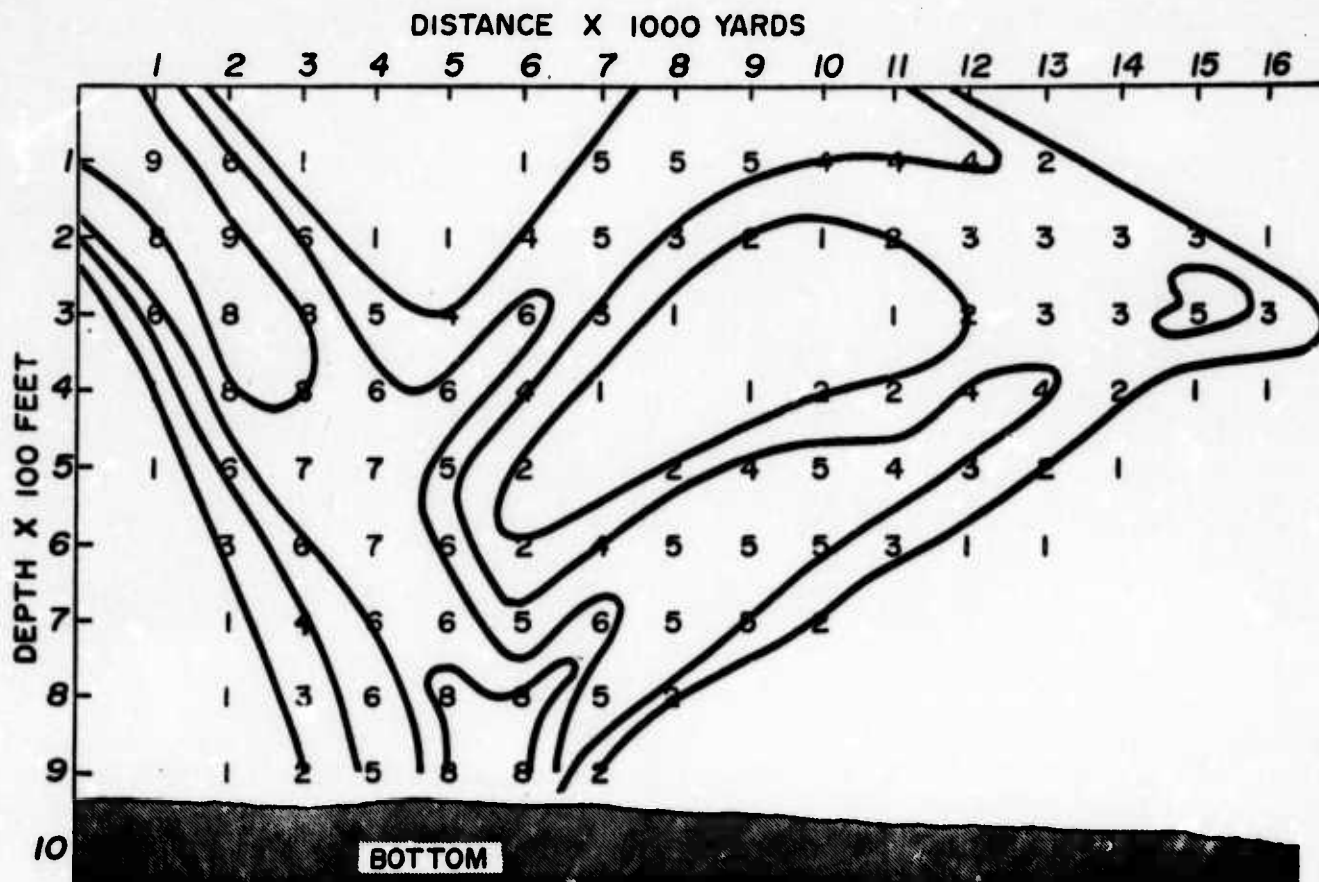 DISTANCE X 1000 YARDS
1 2 3 4 5 6 7 8 9 10 11 12 13 14 15 16
DEPTH X 100 FEET
1 9 6 1 1 5 5 5 4 4 4 2
2 8 9 6 1 1 4 5 3 2 1 2 3 3 3 3 1
3 6 8 8 5 4 6 3 1 1 2 3 3 5 3
4 8 8 6 6 4 1 1 2 2 4 4 2 1 1
5 1 6 7 7 5 2 2 4 5 4 3 2 1
6 3 6 7 6 2 4 5 5 5 3 1 1
7 1 4 6 6 5 6 5 5 2
8 1 3 6 8 8 5 2
9 1 2 5 8 8 2
10
BOTTOM